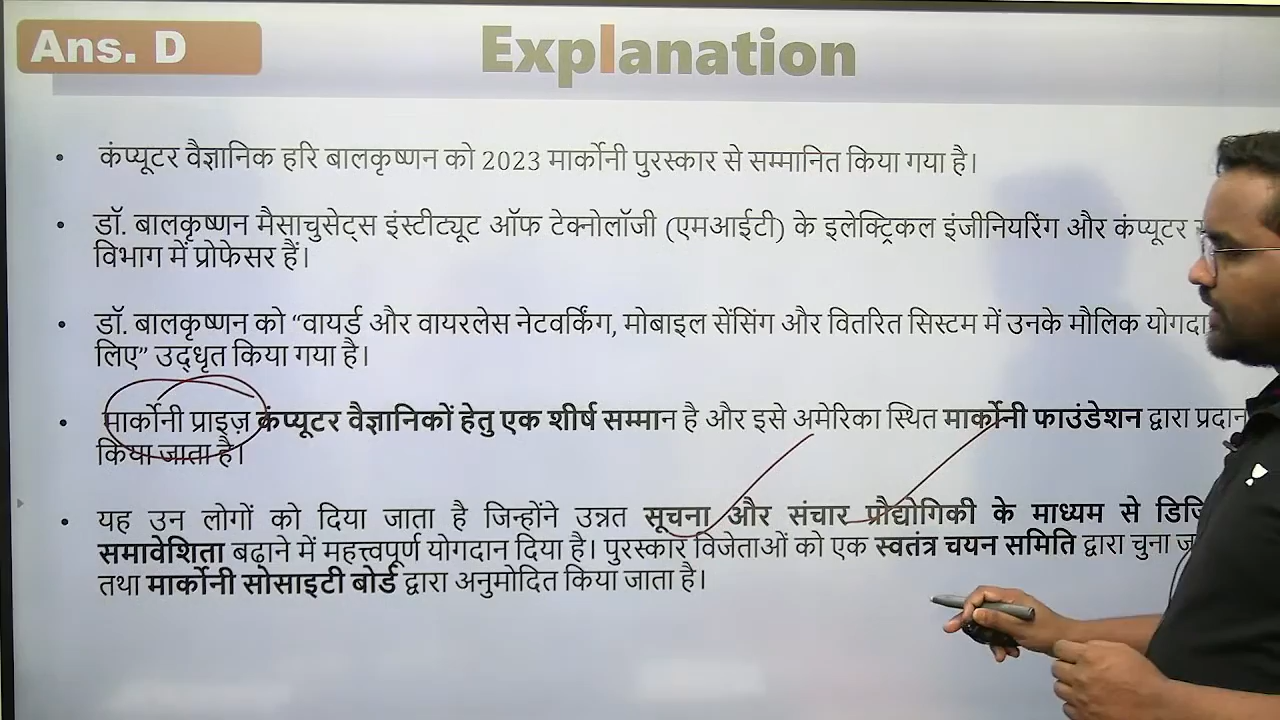 Ans. D
Explanation
• कंप्यूटर वैज्ञानिक हरि बालकृष्णन को 2023 मार्कोनी पुरस्कार से सम्मानित किया गया है।
• डॉ. बालकृष्णन मैसाचुसेट्स इंस्टीट्यूट ऑफ टेक्नोलॉजी (एमआईटी) के इलेक्ट्रिकल इंजीनियरिंग और कंप्यूटर
विभाग में प्रोफेसर हैं।
• डॉ. बालकृष्णन को “वायर्ड और वायरलेस नेटवर्किंग, मोबाइल सेंसिंग और वितरित सिस्टम में उनके मौलिक
लिए” उद्धृत किया गया है।
• मार्कोनी प्राइज़ कंप्यूटर वैज्ञानिकों हेतु एक शीर्ष सम्मान है और इसे अमेरिका स्थित मार्कोनी फाउंडेशन द्वारा प्रदान
किया जाता है।
• यह उन लोगों को दिया जाता है जिन्होंने उन्नत सूचना और संचार प्रौद्योगिकी के माध्यम से
समावेशिता बढ़ाने में महत्त्वपूर्ण योगदान दिया है। पुरस्कार विजेताओं को एक स्वतंत्र चयन समिति द्वारा चुना
तथा मार्कोनी सोसाइटी बोर्ड द्वारा अनुमोदित किया जाता है।